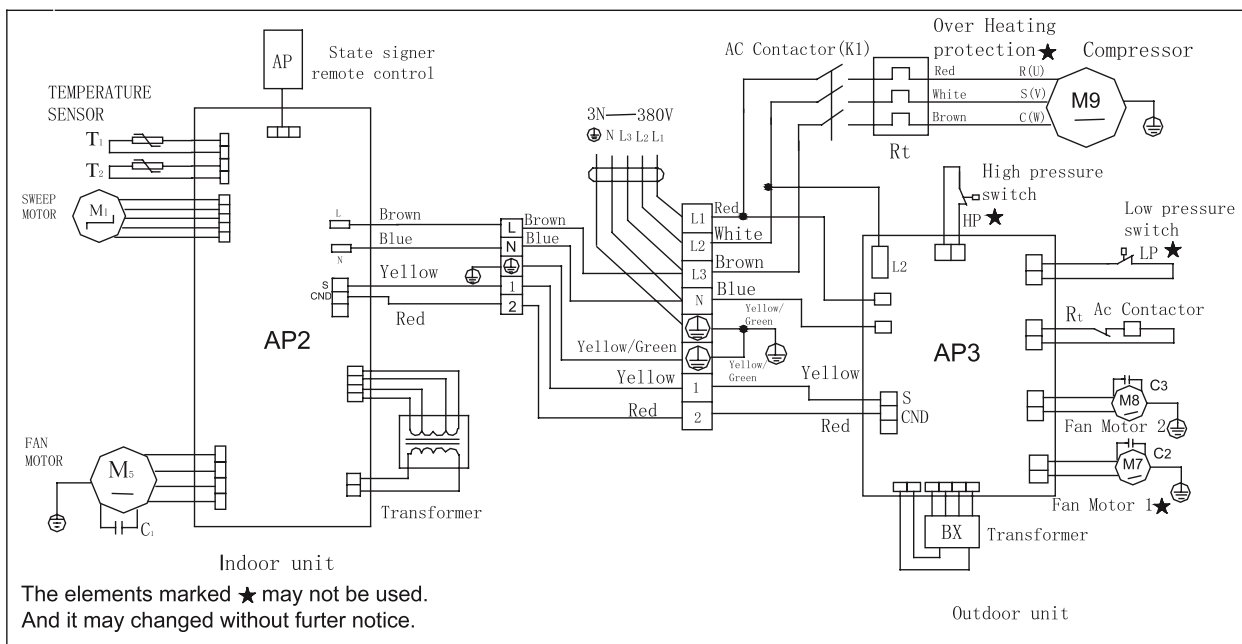 AP
State signer
remote control
TEMPERATURE
SENSOR
T1
T2
SWEEP
MOTOR
M1
L
Brown
N
Blue
S
CND
Yellow
Red
AP2
FAN
MOTOR
M5
C1
Transformer
Indoor unit
L
N
1
2
Brown
Blue
3N—380V
N L3 L2 L1
L1
L2
L3
N
1
2
Yellow/Green
Yellow
Red
Red
White
Brown
Blue
Yellow/
Green
Yellow/
Green
Yellow
Red
AC Contactor(K1)
Over Heating
protection★
Compressor
Red
R(U)
White
S(V)
Brown
C(W)
M9
Rt
High pressure
switch
HP★
Low pressure
switch
LP★
L2
Rt
Ac Contactor
AP3
S
CND
M8
C3
Fan Motor 2
M7
C2
Fan Motor 1★
BX
Transformer
Outdoor unit
The elements marked ★ may not be used.
And it may changed without furter notice.